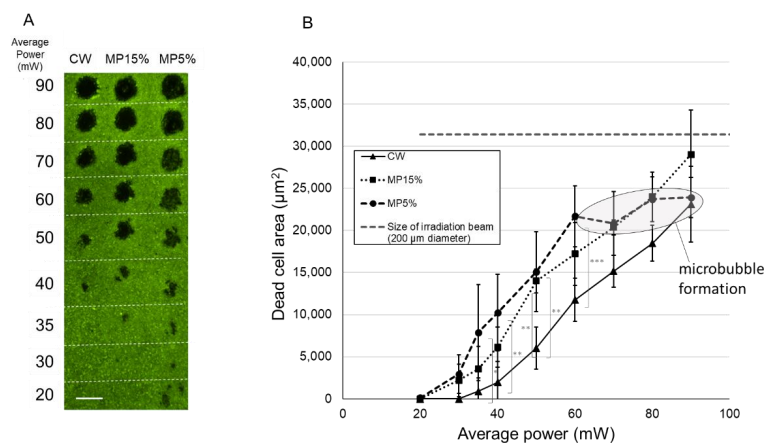 A
Average
Power
(mW)
CW MP15% MP5%
90
80
70
60
50
40
35
30
20
B
40,000
35,000
30,000
25,000
20,000
15,000
10,000
5,000
0
Dead cell area (µm²)
CW
MP15%
MP5%
Size of irradiation beam
(200 µm diameter)
***
**
**
**
microbubble
formation
0 20 40 60 80 100
Average power (mW)